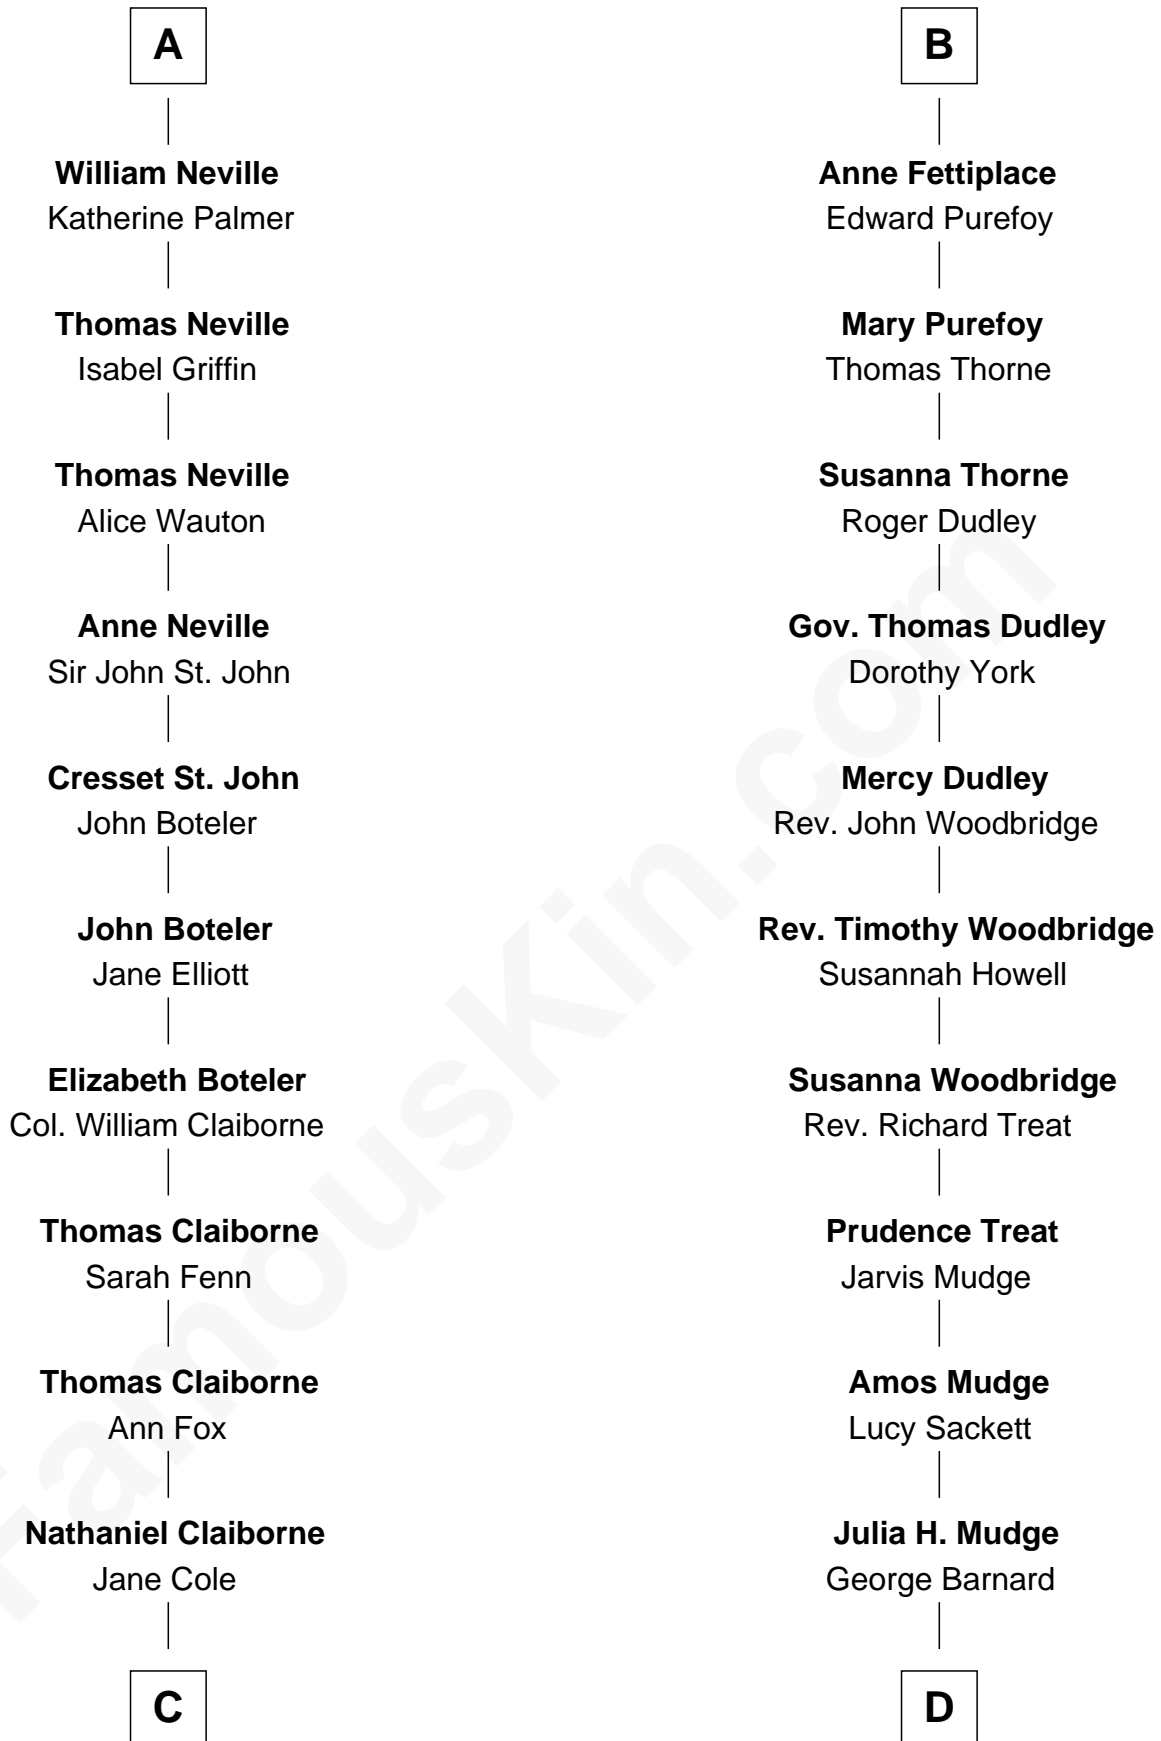 A
William Neville
Katherine Palmer
Thomas Neville
Isabel Griffin
Thomas Neville
Alice Wauton
Anne Neville
Sir John St. John
Cresset St. John
John Boteler
John Boteler
Jane Elliott
Elizabeth Boteler
Col. William Claiborne
Thomas Claiborne
Sarah Fenn
Thomas Claiborne
Ann Fox
Nathaniel Claiborne
Jane Cole
C
B
Anne Fettiplace
Edward Purefoy
Mary Purefoy
Thomas Thorne
Susanna Thorne
Roger Dudley
Gov. Thomas Dudley
Dorothy York
Mercy Dudley
Rev. John Woodbridge
Rev. Timothy Woodbridge
Susannah Howell
Susanna Woodbridge
Rev. Richard Treat
Prudence Treat
Jarvis Mudge
Amos Mudge
Lucy Sackett
Julia H. Mudge
George Barnard
D
FamousKin.com